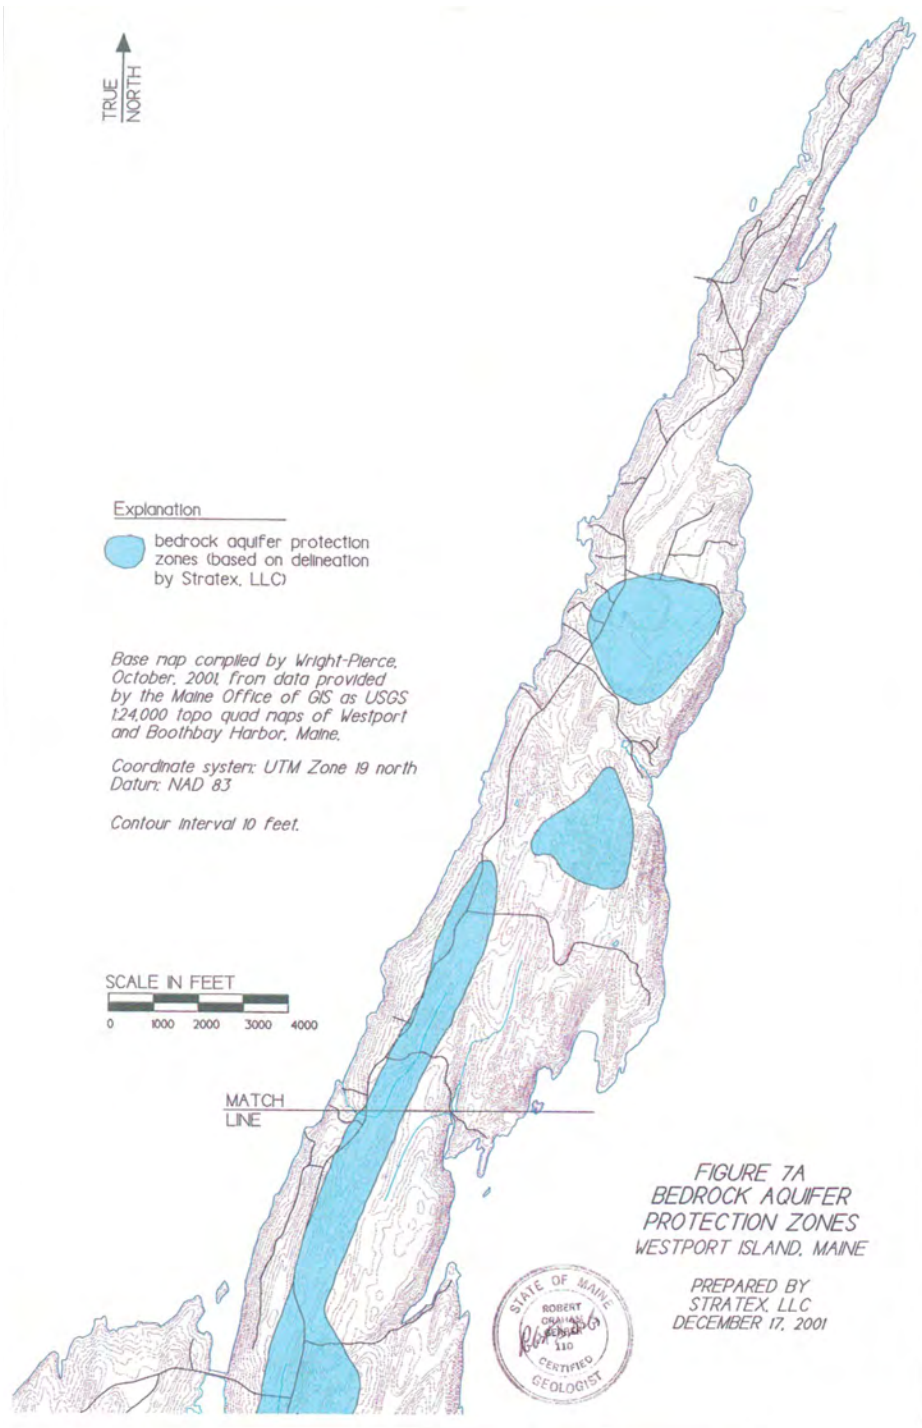 TRUE
NORTH
Explanation
bedrock aquifer protection
zones (based on delineation
by Stratex, LLC)
Base map compiled by Wright-Pierce,
October, 2001, from data provided
by the Maine Office of GIS as USGS
1:24,000 topo quad maps of Westport
and Boothbay Harbor, Maine.
Coordinate system: UTM Zone 19 north
Datum: NAD 83
Contour Interval 10 feet.
SCALE IN FEET
0 1000 2000 3000 4000
MATCH
LINE
FIGURE 7A
BEDROCK AQUIFER
PROTECTION ZONES
WESTPORT ISLAND, MAINE
PREPARED BY
STRATEX, LLC
DECEMBER 17, 2001
STATE OF MAINE
ROBERT
110
CERTIFIED
GEOLOGIST